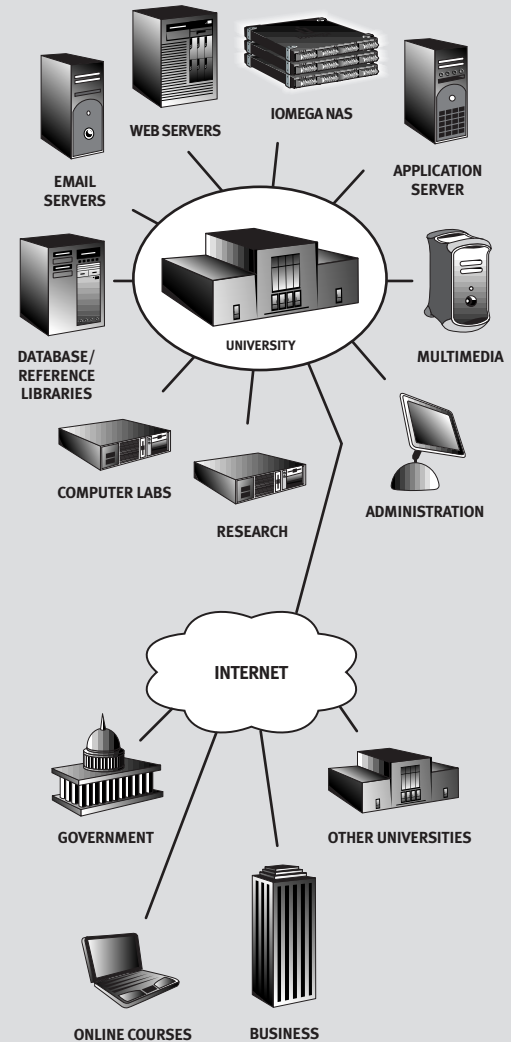 IOMEGA NAS
WEB SERVERS
APPLICATION
SERVER
EMAIL
SERVERS
UNIVERSITY
DATABASE/
REFERENCE
LIBRARIES
MULTIMEDIA
COMPUTER LABS
ADMINISTRATION
RESEARCH
INTERNET
GOVERNMENT
OTHER UNIVERSITIES
ONLINE COURSES
BUSINESS